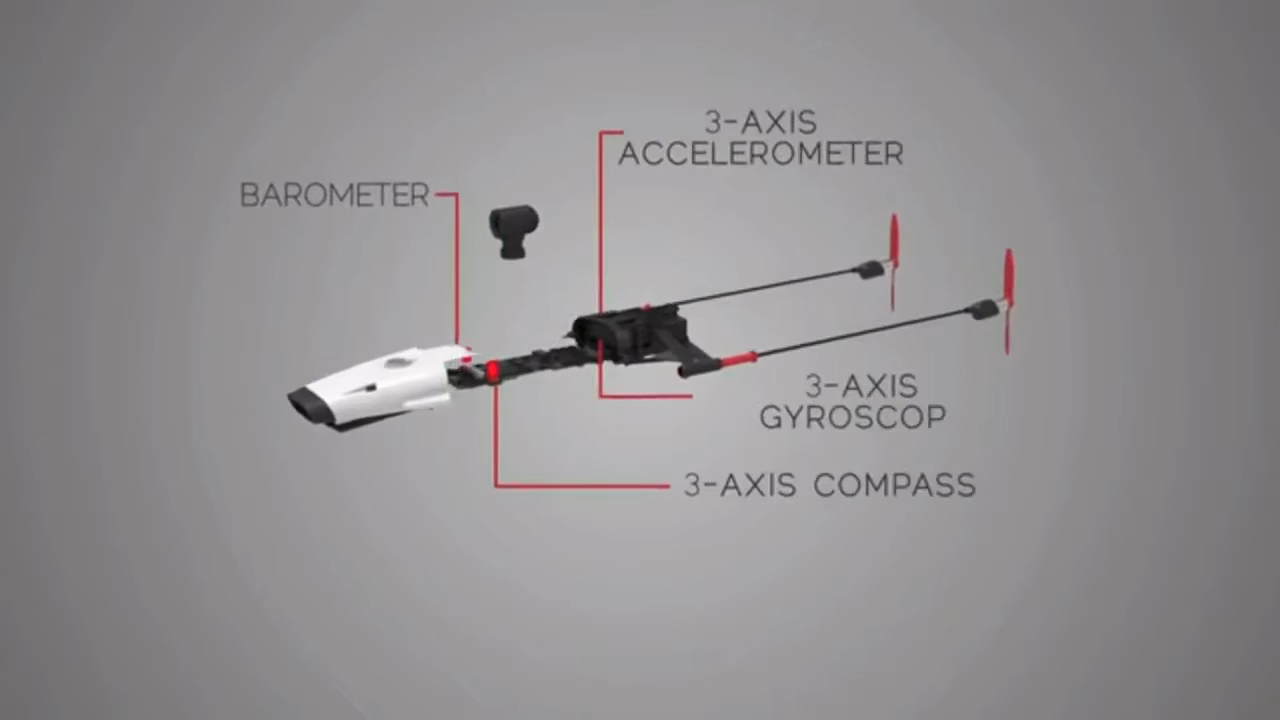 3-AXIS
ACCELEROMETER
BAROMETER
3-AXIS
GYROSCOP
3-AXIS COMPASS